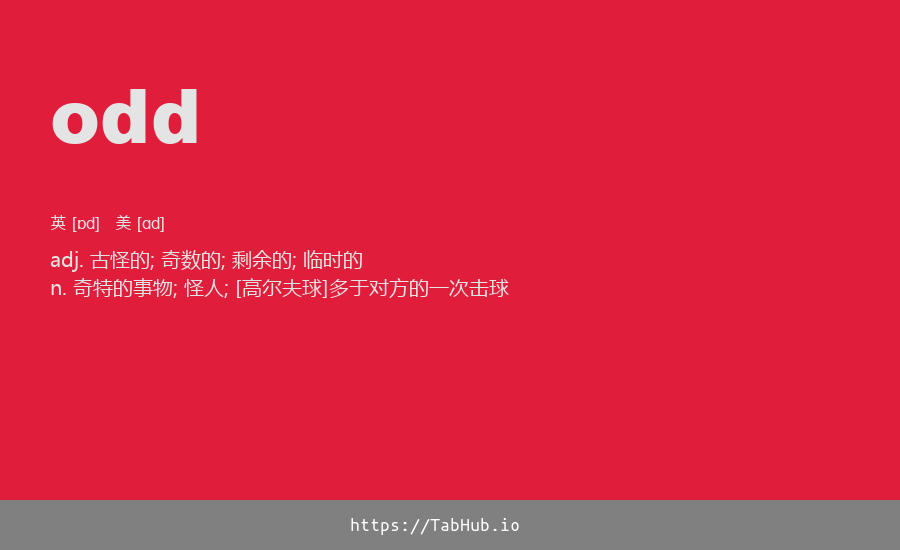 odd
英 [ɒd] 美 [ɑd]
adj. 古怪的; 奇数的; 剩余的; 临时的
n. 奇特的事物; 怪人; [高尔夫球]多于对方的一次击球
https://TabHub.io